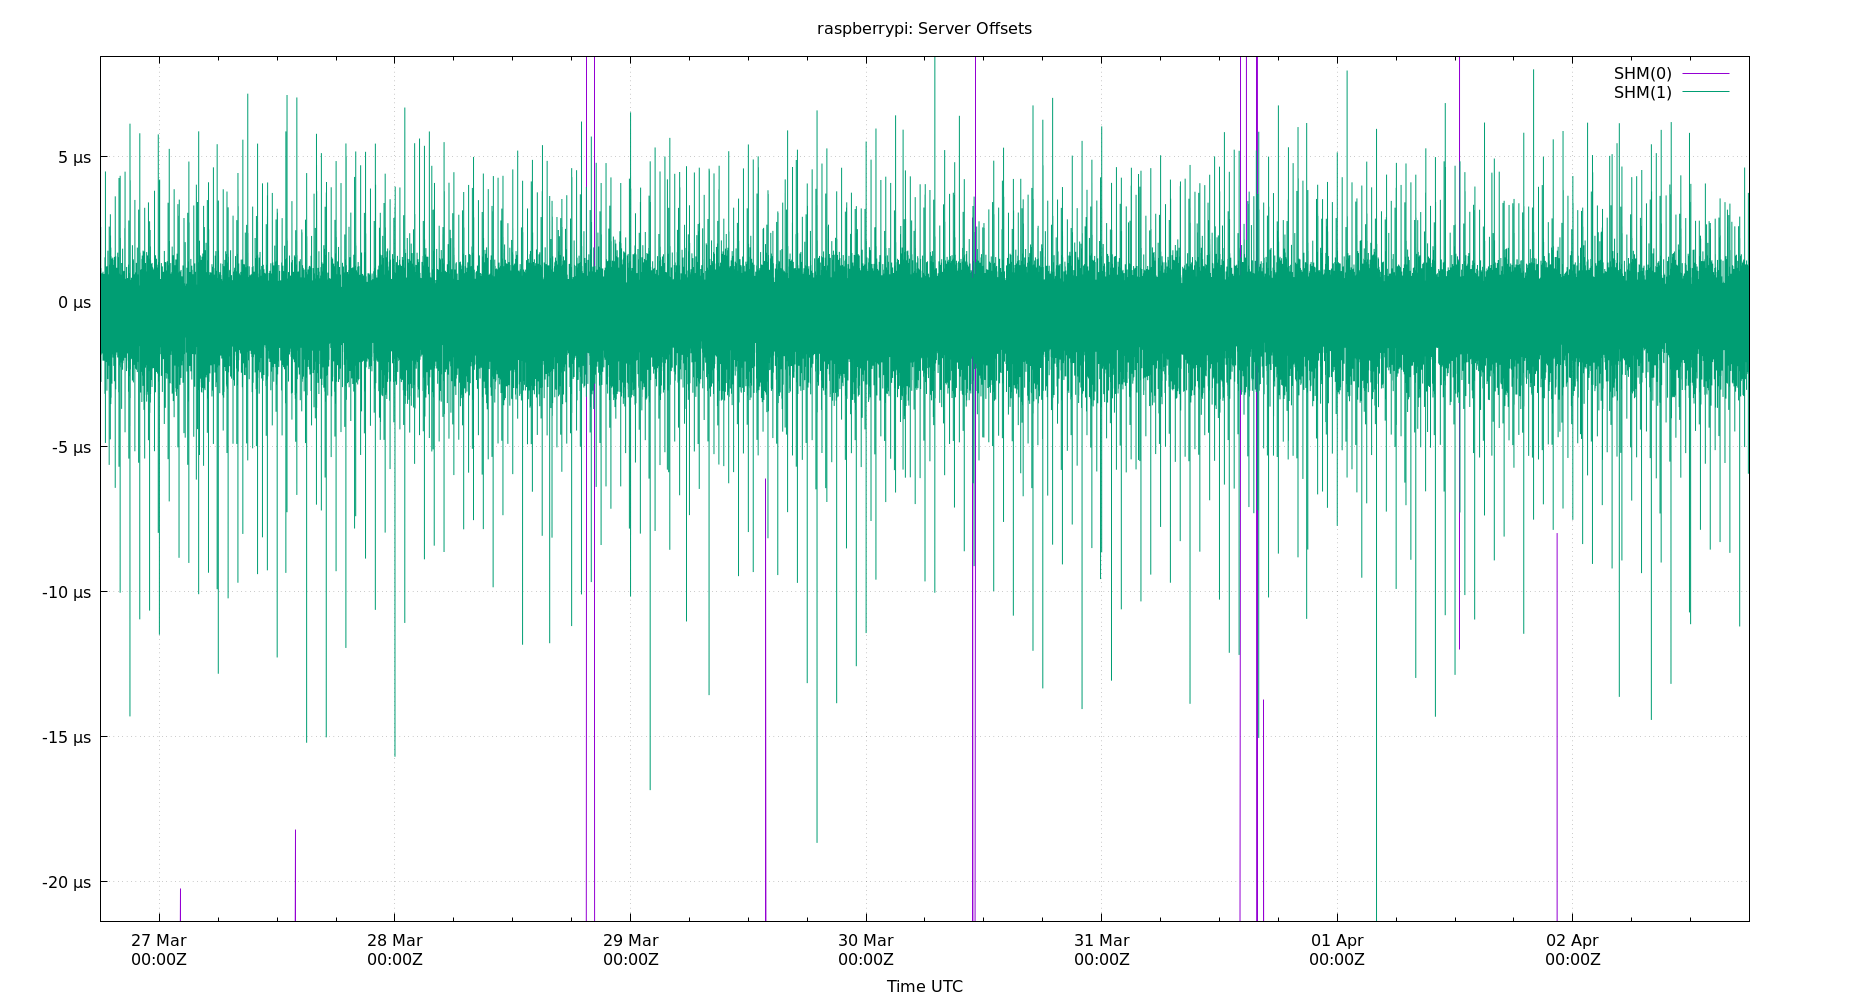 raspberrypi: Server Offsets
SHM(0)
SHM(1)
5 µs
0 µs
-5 µs
-10 µs
-15 µs
-20 µs
27 Mar 28 Mar 29 Mar 30 Mar 31 Mar 01 Apr 02 Apr
00:00Z 00:00Z 00:00Z 00:00Z 00:00Z 00:00Z 00:00Z
Time UTC